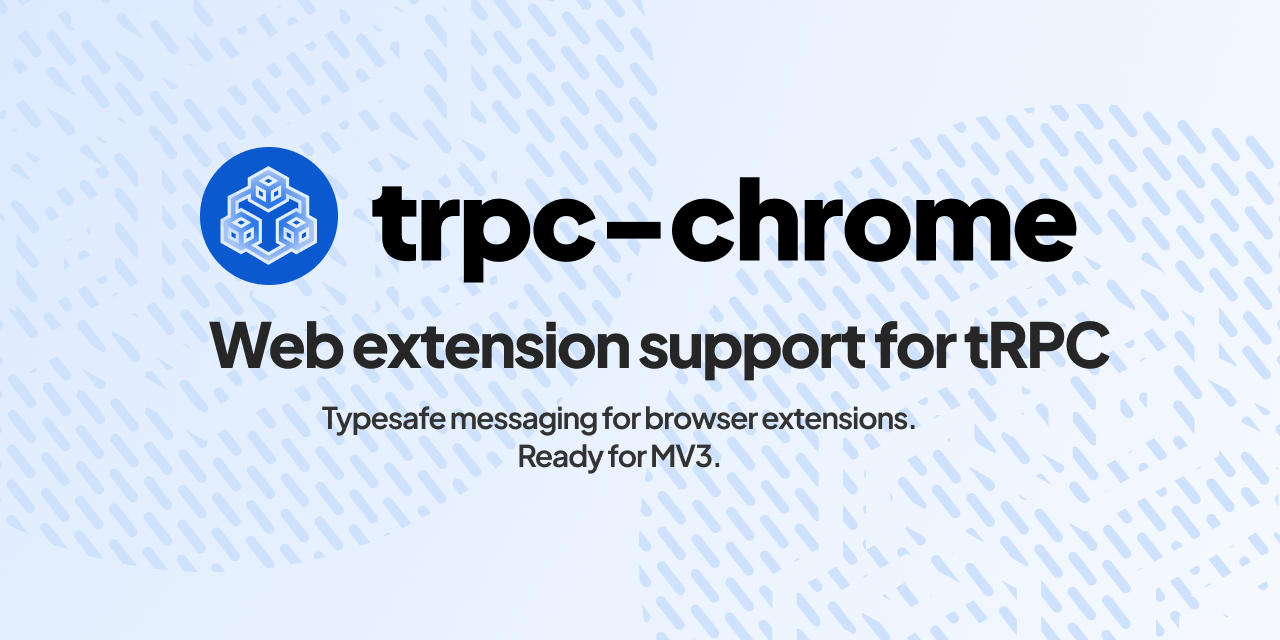 trpc-chrome
Web extension support for tRPC
Typesafe messaging for browser extensions.
Ready for MV3.